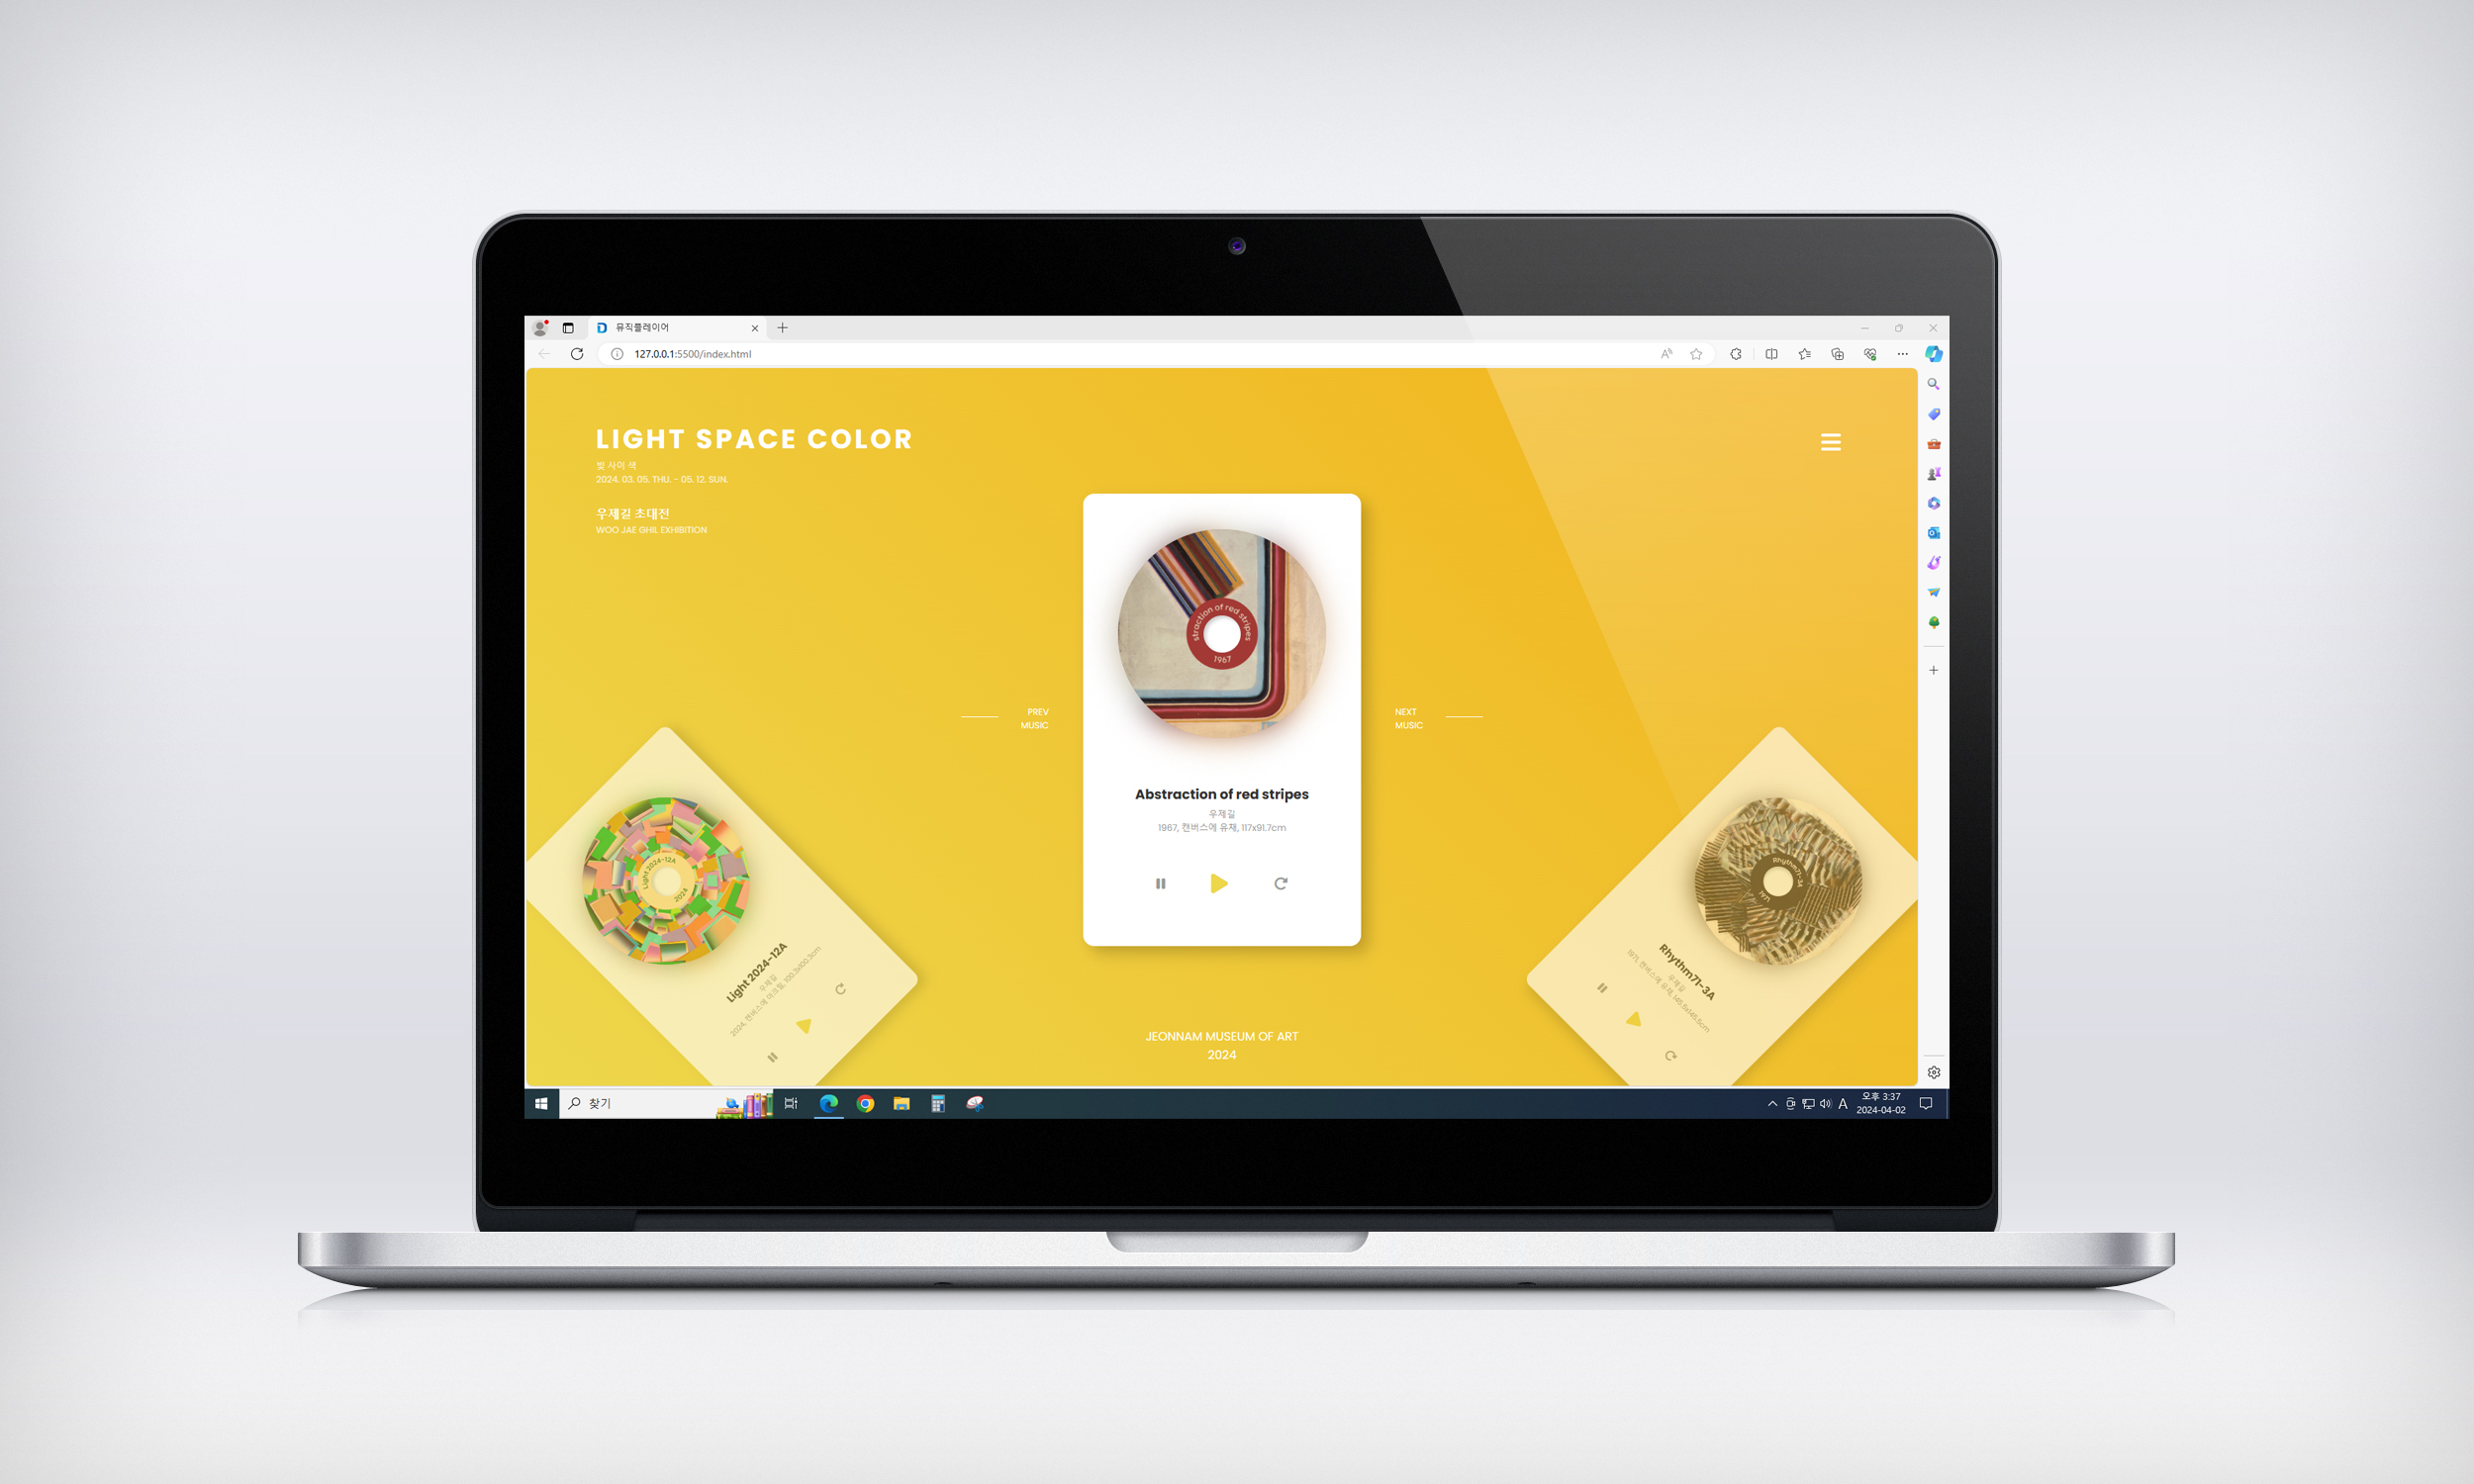 뮤직플레이어
127.0.0.1:5500/index.html
LIGHT SPACE COLOR
빛 사이 색
2024. 03. 05. THU. - 05. 12. SUN.
우제길 초대전
WOO JAE GHIL EXHIBITION
straction of red stripes
1967
PREV
MUSIC
NEXT
MUSIC
Abstraction of red stripes
우제길
1967, 캔버스에 유채, 117x91.7cm
Light 2024-12A
2024
Light 2024-12A
우제길
2024, 캔버스에 아크릴, 100.3x100.3cm
Rhythm71-3A
1971
Rhythm71-3A
우제길
1971, 캔버스에 유채,
JEONNAM MUSEUM OF ART
2024
찾기
A
오후 3:37
2024-04-02